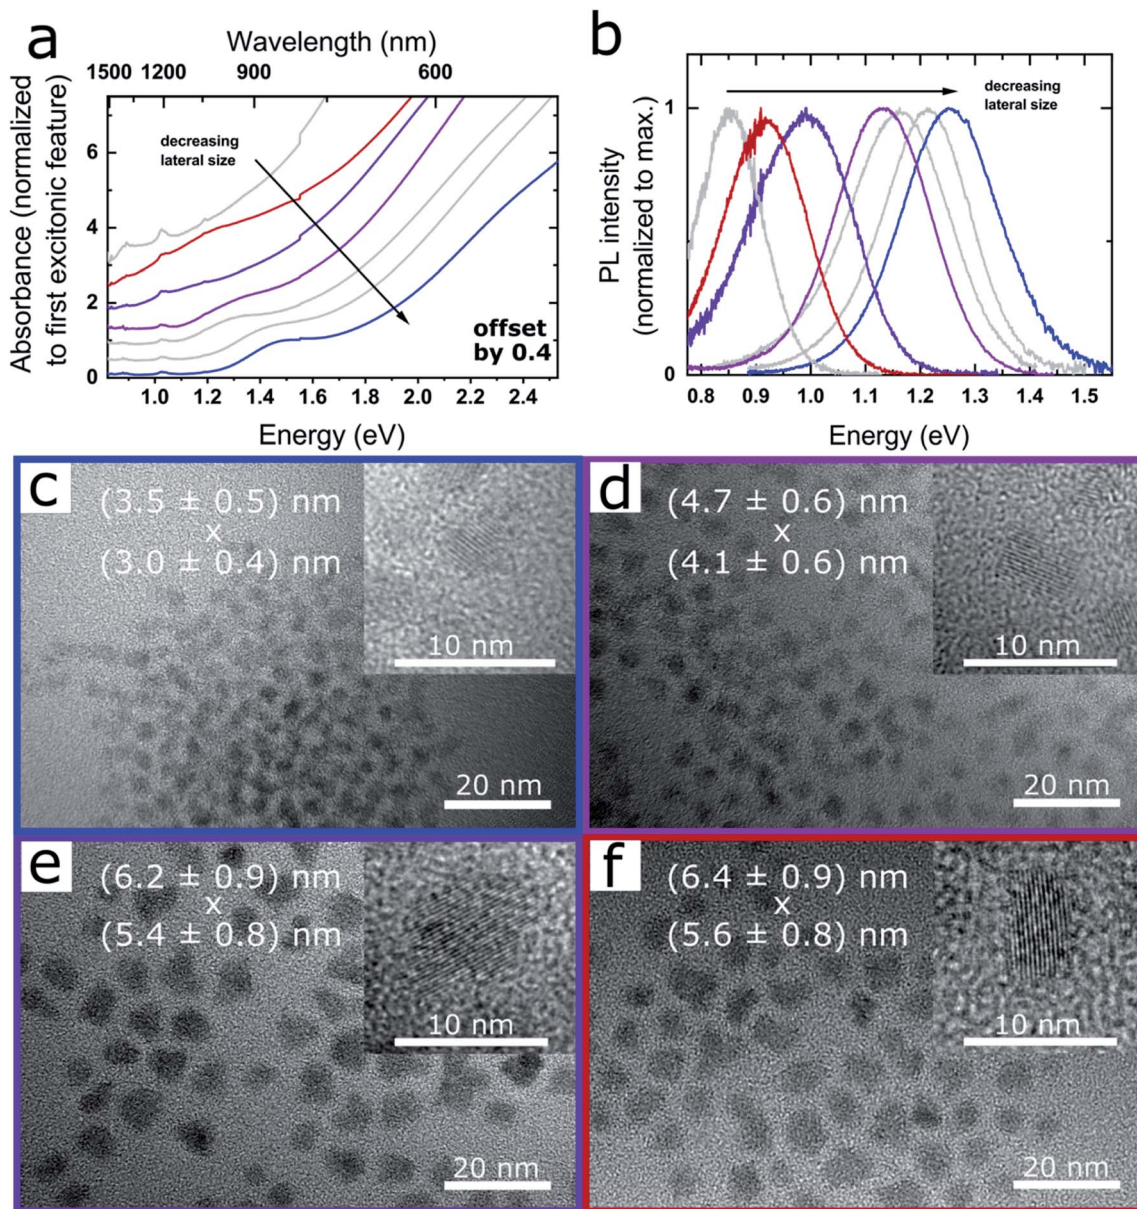 a
Wavelength (nm)
1500 1200 900 600
Absorbance (normalized
to first excitonic feature)
6
4
2
0
decreasing
lateral size
offset
by 0.4
1.0 1.2 1.4 1.6 1.8 2.0 2.2 2.4
Energy (eV)
b
PL intensity
(normalized to max.)
1
0
decreasing
lateral size
0.8 0.9 1.0 1.1 1.2 1.3 1.4 1.5
Energy (eV)
c
(3.5 ± 0.5) nm
x
(3.0 ± 0.4) nm
10 nm
20 nm
d
(4.7 ± 0.6) nm
x
(4.1 ± 0.6) nm
10 nm
20 nm
e
(6.2 ± 0.9) nm
x
(5.4 ± 0.8) nm
10 nm
20 nm
f
(6.4 ± 0.9) nm
x
(5.6 ± 0.8) nm
10 nm
20 nm